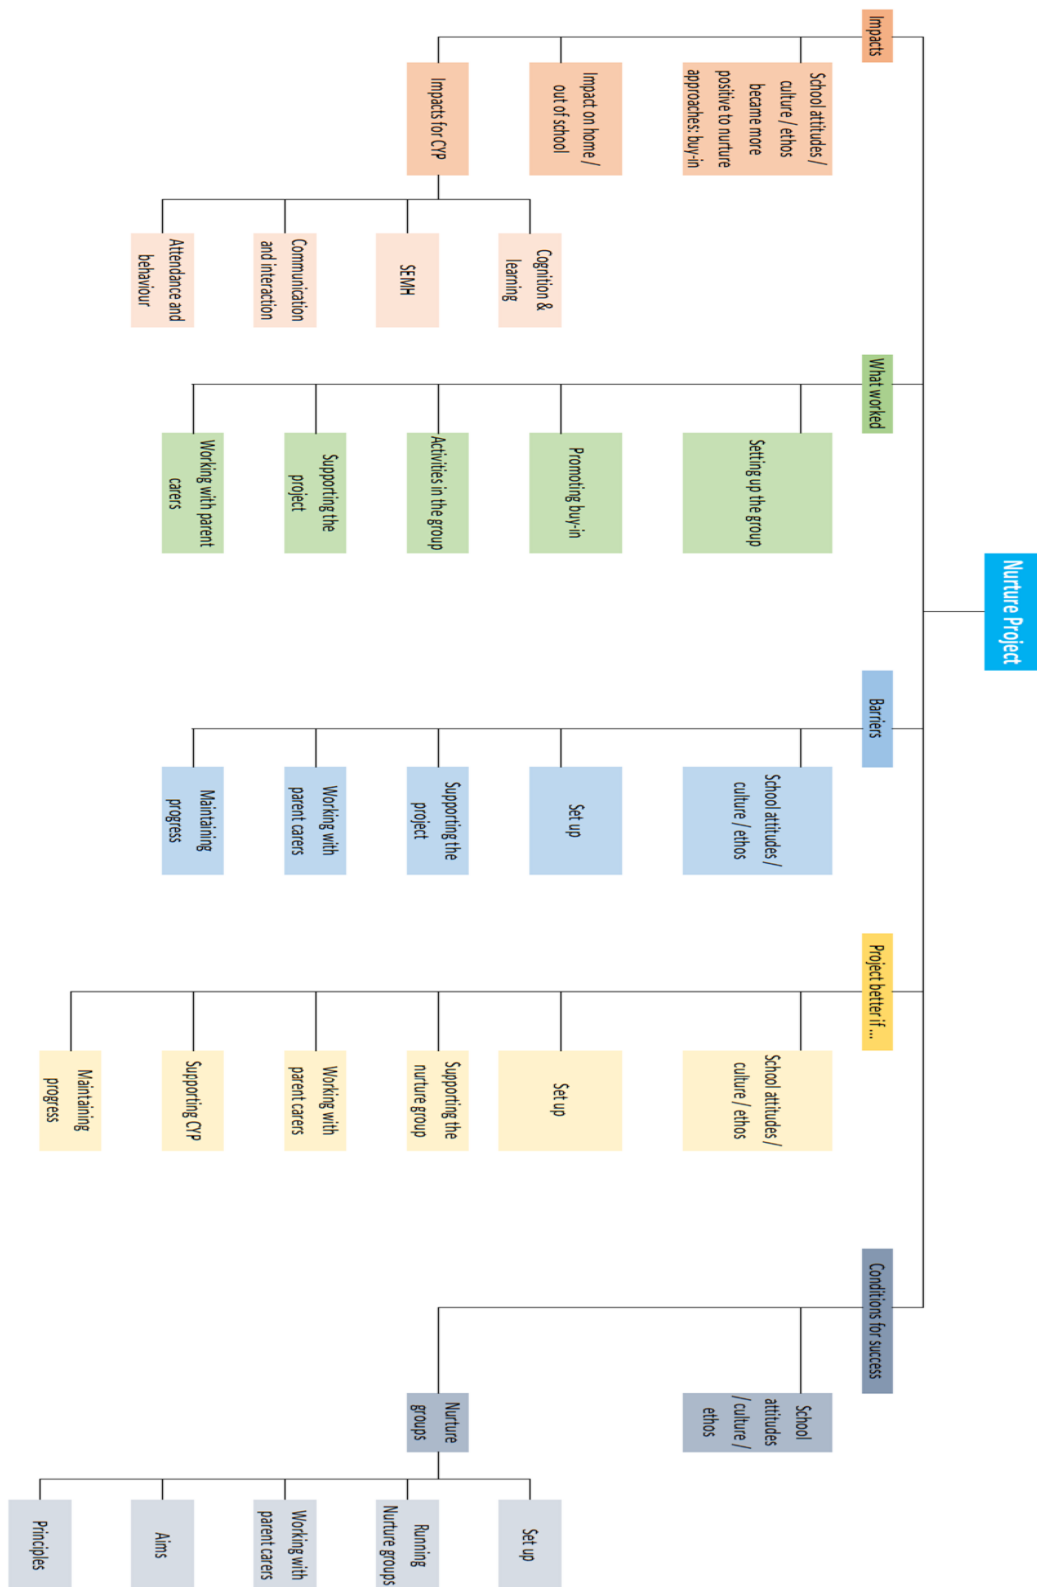 Nurture Project
Impacts
School attitudes /
culture / ethos
became more
positive to nurture
approaches: buy-in
Impact on home /
out of school
Impacts for CYP
Cognition &
learning
SEMH
Communication
and interaction
Attendance and
behaviour
What worked
Setting up the group
Promoting buy-in
Activities in the group
Supporting the
project
Working with parent
carers
Barriers
School attitudes /
culture / ethos
Set up
Supporting the
project
Working with
parent carers
Maintaining
progress
Project better if ...
School attitudes /
culture / ethos
Set up
Supporting the
nurture group
Working with
parent carers
Supporting CYP
Maintaining
progress
Conditions for success
School
attitudes
/ culture /
ethos
Nurture
groups
Set up
Running
Nurture groups
Working with
parent carers
Aims
Principles